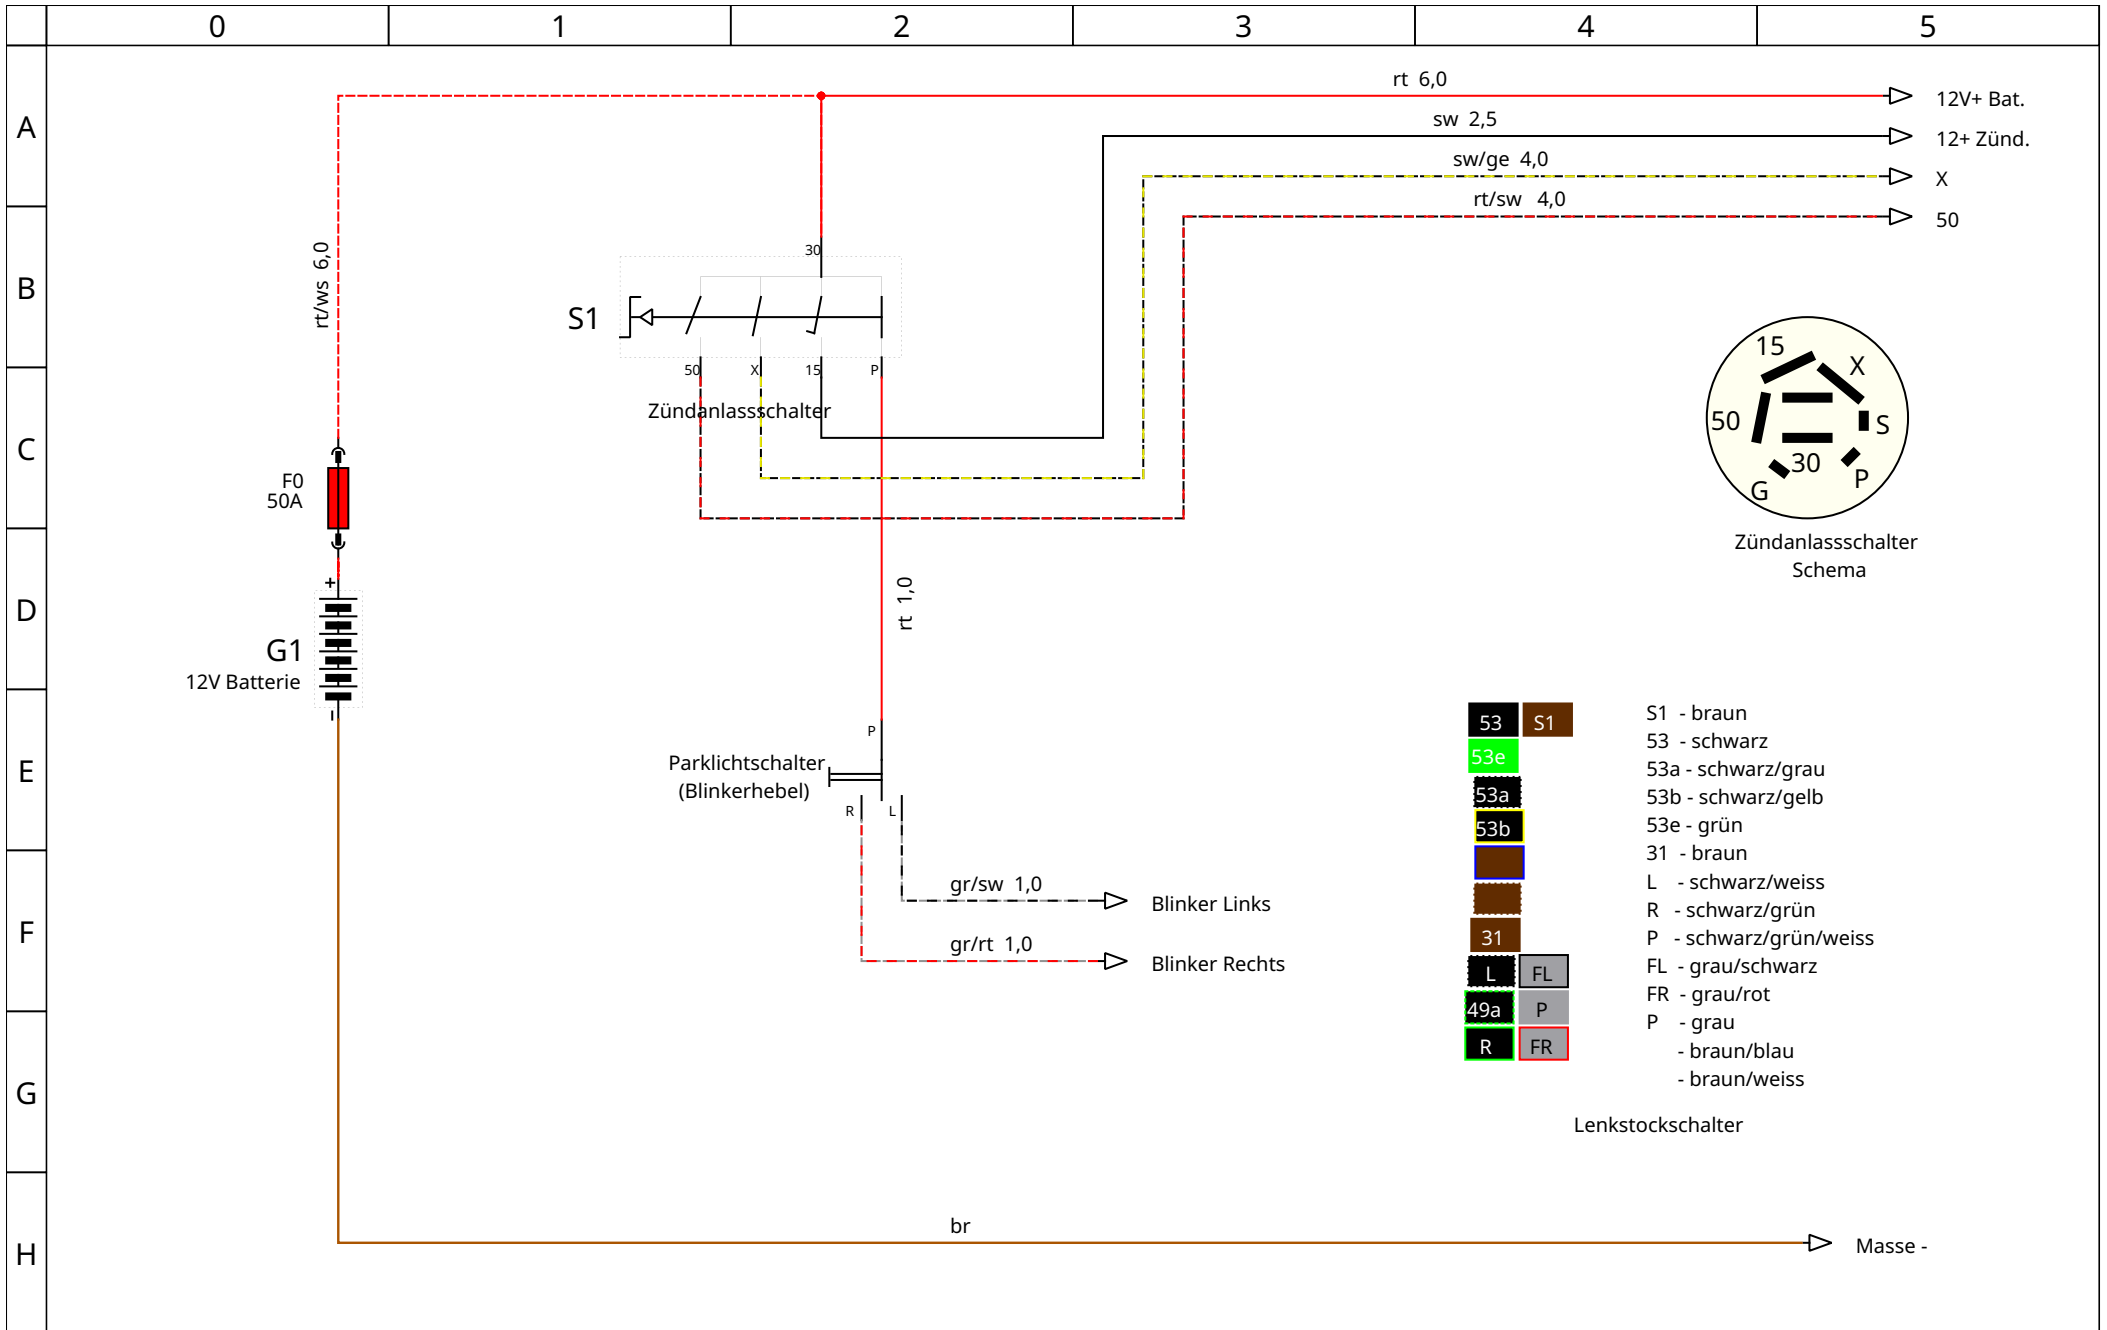 0 1 2 3 4 5
A
B
C
D
E
F
G
H
rt 6,0
12V+ Bat.
sw 2,5
12+ Zünd.
sw/ge 4,0
X
rt/sw 4,0
50
rt/ws 6,0
30
S1
50 X 15 P
Zündanlassschalter
F0
50A
+
G1
12V Batterie
-
15
X
50
S
30
G
P
Zündanlassschalter
Schema
rt 1,0
P
Parklichtschalter
(Blinkerhebel)
R L
gr/sw 1,0
Blinker Links
gr/rt 1,0
Blinker Rechts
53 S1
53e
53a
53b
31
L FL
49a P
R FR
S1 - braun
53 - schwarz
53a - schwarz/grau
53b - schwarz/gelb
53e - grün
31 - braun
L - schwarz/weiss
R - schwarz/grün
P - schwarz/grün/weiss
FL - grau/schwarz
FR - grau/rot
P - grau
- braun/blau
- braun/weiss
Lenkstockschalter
br
Masse -